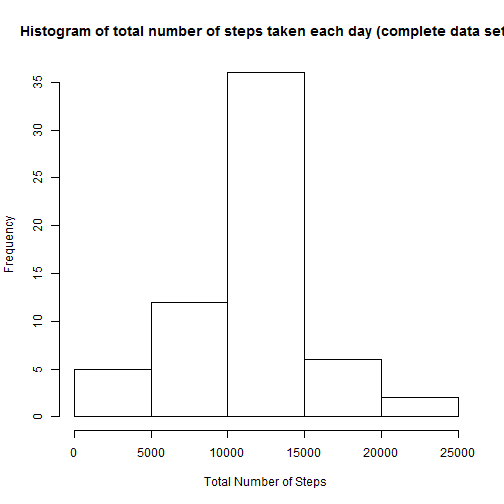 Histogram of total number of steps taken each day (complete data set
Frequency
35
30
25
20
15
10
5
0
0 5000 10000 15000 20000 25000
Total Number of Steps